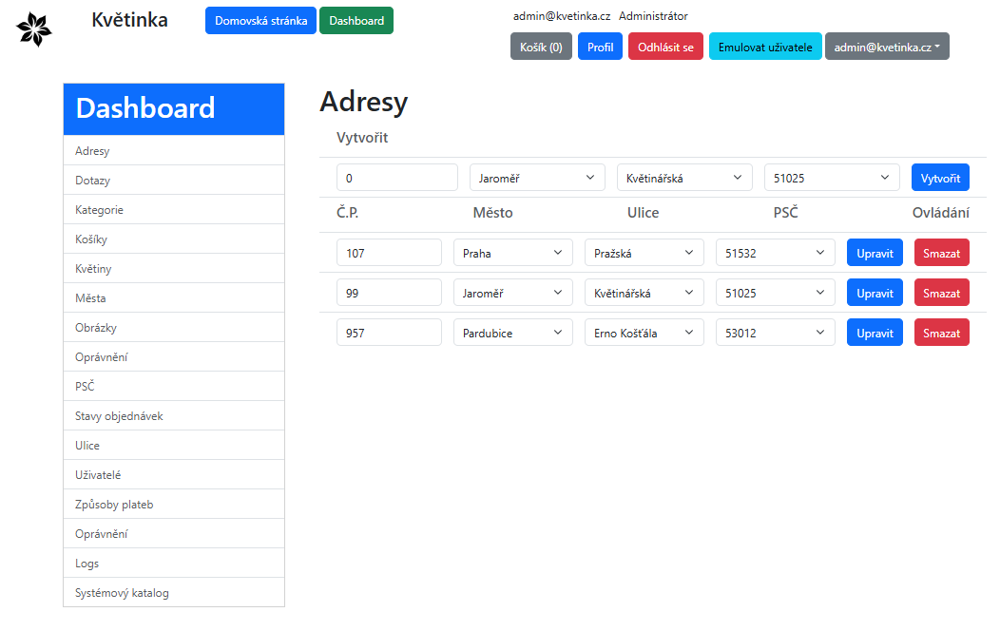 Květinka Domovská stránka Dashboard
admin@kvetinka.cz Administrátor
Košík (0) Profil Odhlásit se Emulovat uživatele admin@kvetinka.cz
Dashboard
Adresy
Dotazy
Kategorie
Košíky
Květiny
Města
Obrázky
Oprávnění
PSČ
Stavy objednávek
Ulice
Uživatelé
Způsoby plateb
Oprávnění
Logs
Systémový katalog
Adresy
Vytvořit
0 Jaroměř Květinářská 51025 Vytvořit
Č.P. Město Ulice PSČ Ovládání
107 Praha Pražská 51532 Upravit Smazat
99 Jaroměř Květinářská 51025 Upravit Smazat
957 Pardubice Erno Košťála 53012 Upravit Smazat